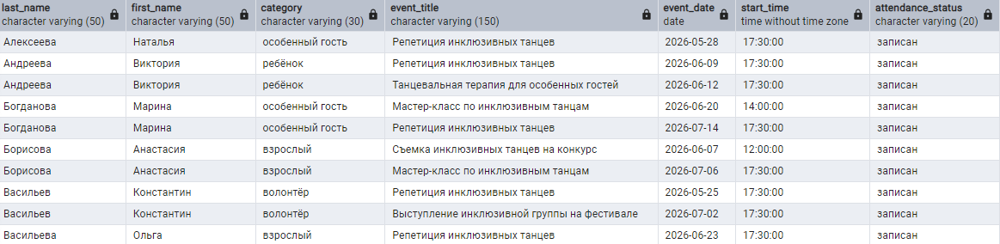 last_name first_name category event_title event_date start_time attendance_status
character varying (50) character varying (50) character varying (30) character varying (150) date time without time zone character varying (20)
Алексеева Наталья особенный гость Репетиция инклюзивных танцев 2026-05-28 17:30:00 записан
Андреева Виктория ребёнок Репетиция инклюзивных танцев 2026-06-09 17:30:00 записан
Андреева Виктория ребёнок Танцевальная терапия для особенных гостей 2026-06-12 17:30:00 записан
Богданова Марина особенный гость Мастер-класс по инклюзивным танцам 2026-06-20 14:00:00 записан
Богданова Марина особенный гость Репетиция инклюзивных танцев 2026-07-14 17:30:00 записан
Борисова Анастасия взрослый Съемка инклюзивных танцев на конкурс 2026-06-07 12:00:00 записан
Борисова Анастасия взрослый Мастер-класс по инклюзивным танцам 2026-07-06 17:30:00 записан
Васильев Константин волонтёр Репетиция инклюзивных танцев 2026-05-25 17:30:00 записан
Васильев Константин волонтёр Выступление инклюзивной группы на фестивале 2026-07-02 17:30:00 записан
Васильева Ольга взрослый Репетиция инклюзивных танцев 2026-06-23 17:30:00 записан